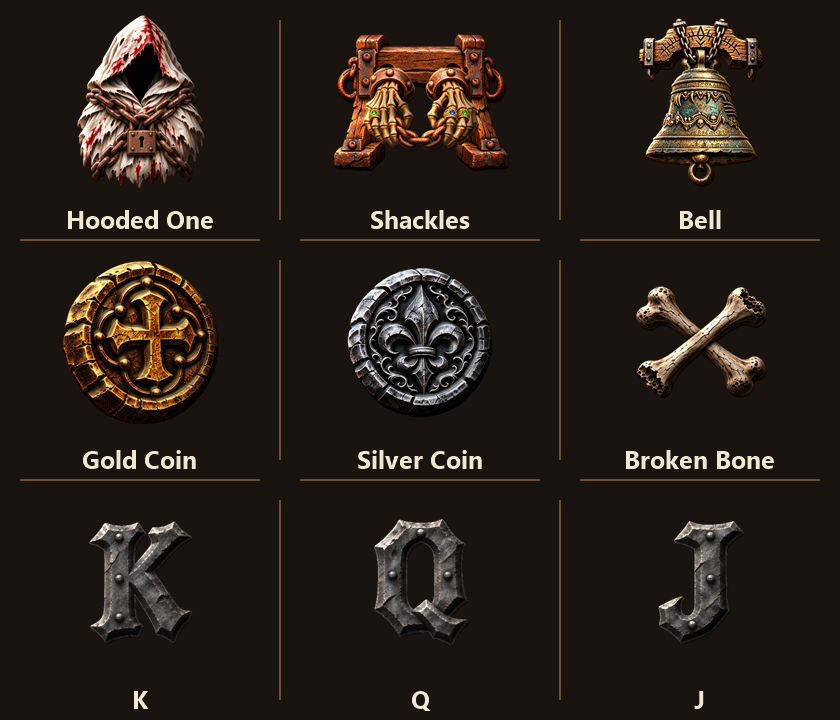 Hooded One
Shackles
Bell
Gold Coin
Silver Coin
Broken Bone
K
Q
J
K
Q
J